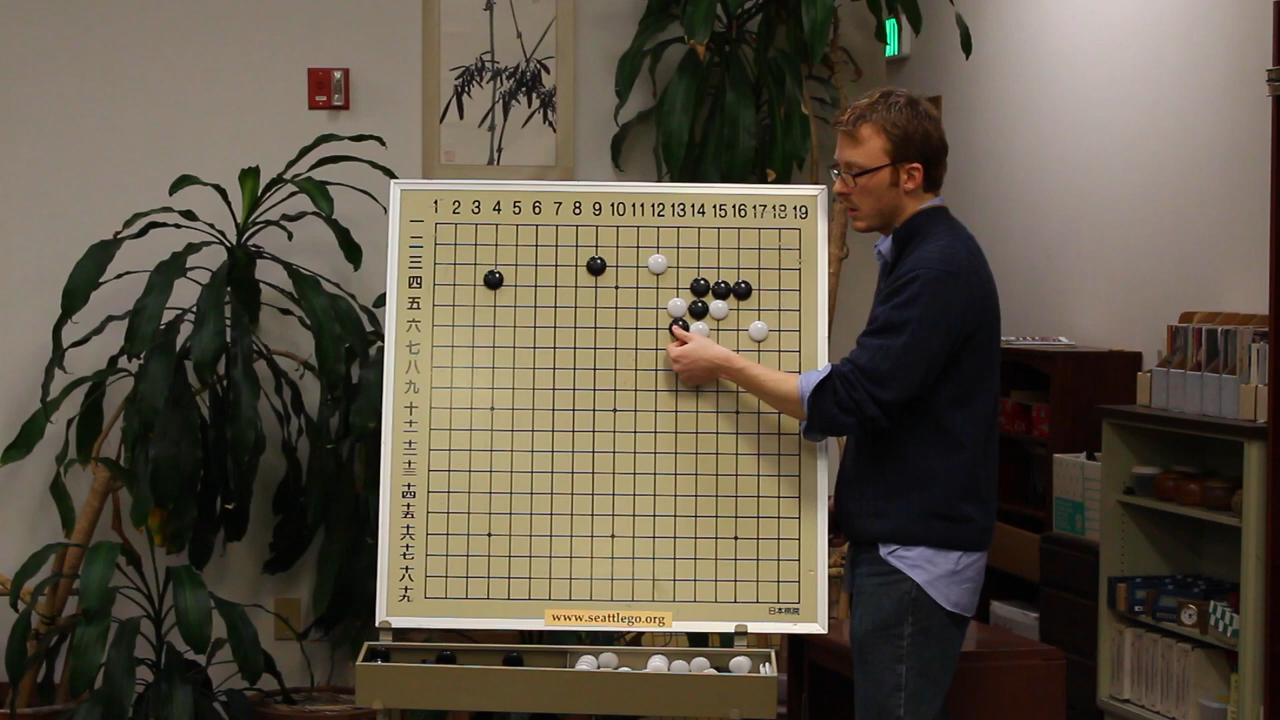 1 2 3 4 5 6 7 8 9 10 11 12 13 14 15 16 17 18 19
一
二
三
四
五
六
七
八
九
十
十一
十二
十三
十四
十五
十六
十七
十八
十九
日本棋院
www.seattlego.org